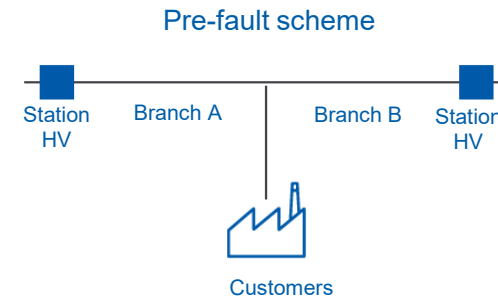 Pre-fault scheme
Station
HV
Branch A
Branch B
Station
HV
Customers